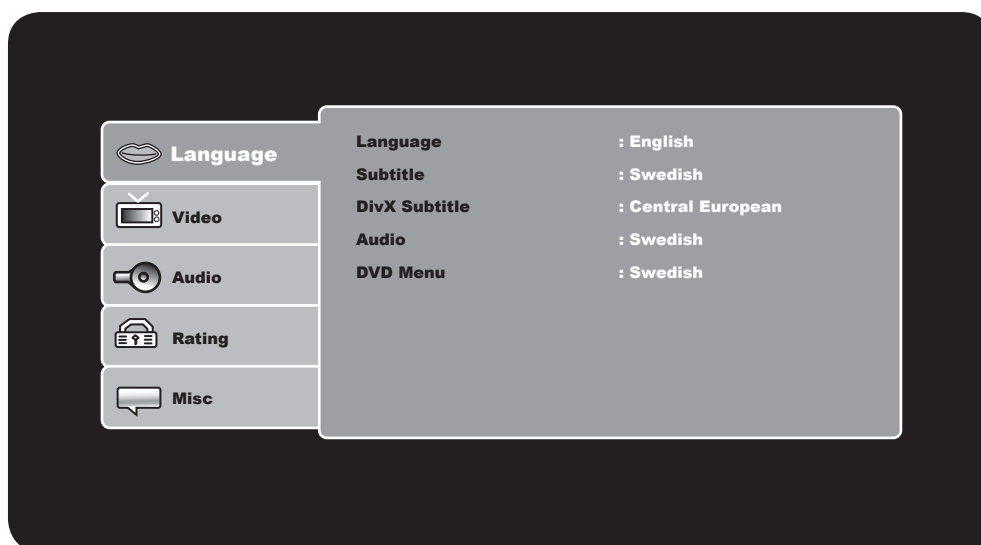 Language
Video
Audio
Rating
Misc
Language : English
Subtitle : Swedish
DivX Subtitle : Central European
Audio : Swedish
DVD Menu : Swedish